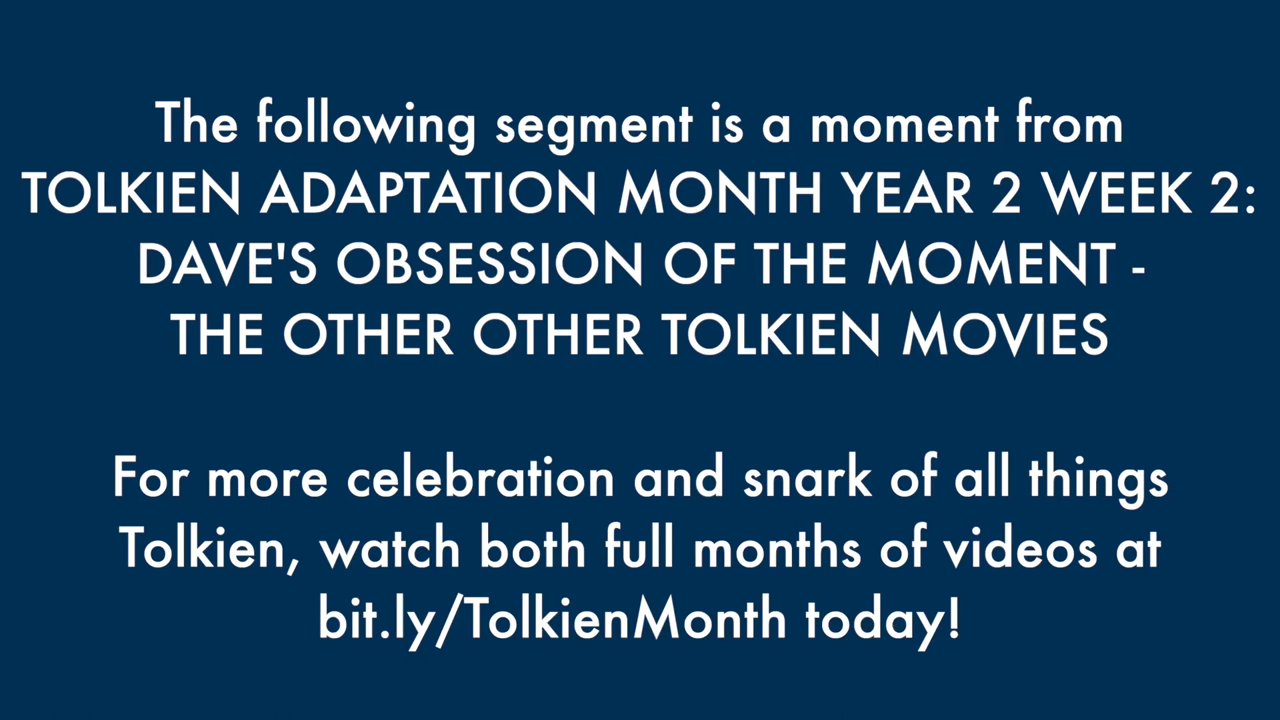 The following segment is a moment from
TOLKIEN ADAPTATION MONTH YEAR 2 WEEK 2:
DAVE'S OBSESSION OF THE MOMENT -
THE OTHER OTHER TOLKIEN MOVIES
For more celebration and snark of all things
Tolkien, watch both full months of videos at
bit.ly/TolkienMonth today!